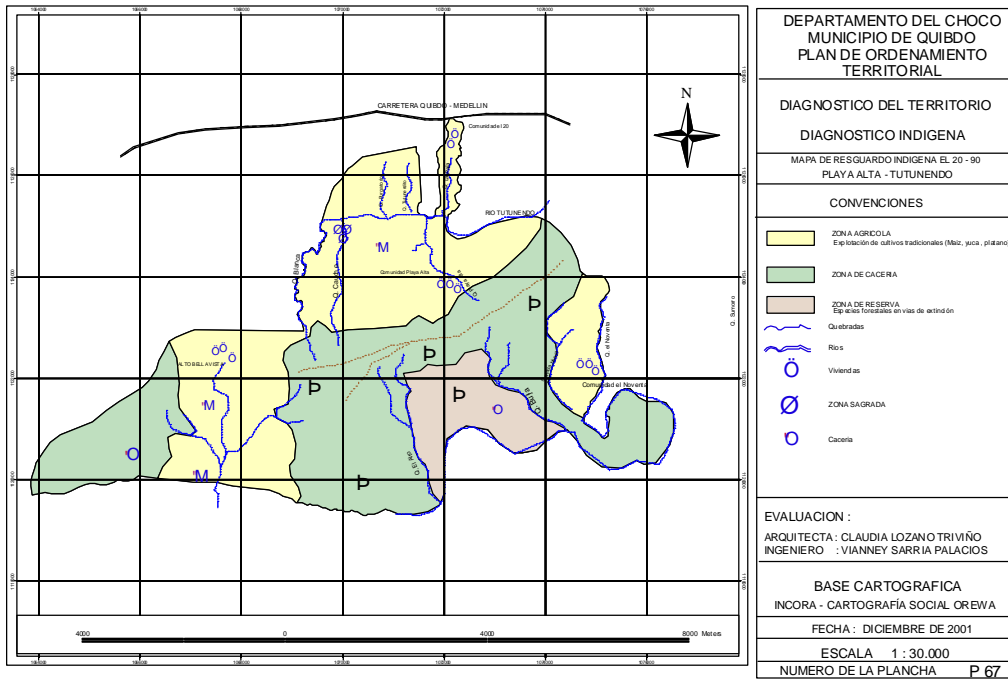 CARRETERA QUIBDO - MEDELLIN
Comunidad el 20
N
RIO TUTUNENDO
M
Q. Blanca
Comunidad Playa Alta
Q. Suruco
Q. el Noventa
ALTO BELLAVISTA
Comunidad el Noventa
M
M
4000 0 4000 8000 Meters
DEPARTAMENTO DEL CHOCO
MUNICIPIO DE QUIBDO
PLAN DE ORDENAMIENTO
TERRITORIAL
DIAGNOSTICO DEL TERRITORIO
DIAGNOSTICO INDIGENA
MAPA DE RESGUARDO INDIGENA EL 20 - 90
PLAYA ALTA - TUTUNENDO
CONVENCIONES
ZONA AGRICOLA
Explotación de cultivos tradicionales (Maiz, yuca, platano)
ZONA DE CACERIA
ZONA DE RESERVA
Especies forestales en vias de extinción
Quebradas
Rios
Viviendas
ZONA SAGRADA
Caceria
EVALUACION :
ARQUITECTA : CLAUDIA LOZANO TRIVIÑO
INGENIERO : VIANNEY SARRIA PALACIOS
BASE CARTOGRAFICA
INCORA - CARTOGRAFÍA SOCIAL OREWA
FECHA : DICIEMBRE DE 2001
ESCALA 1 : 30.000
NUMERO DE LA PLANCHA P 67